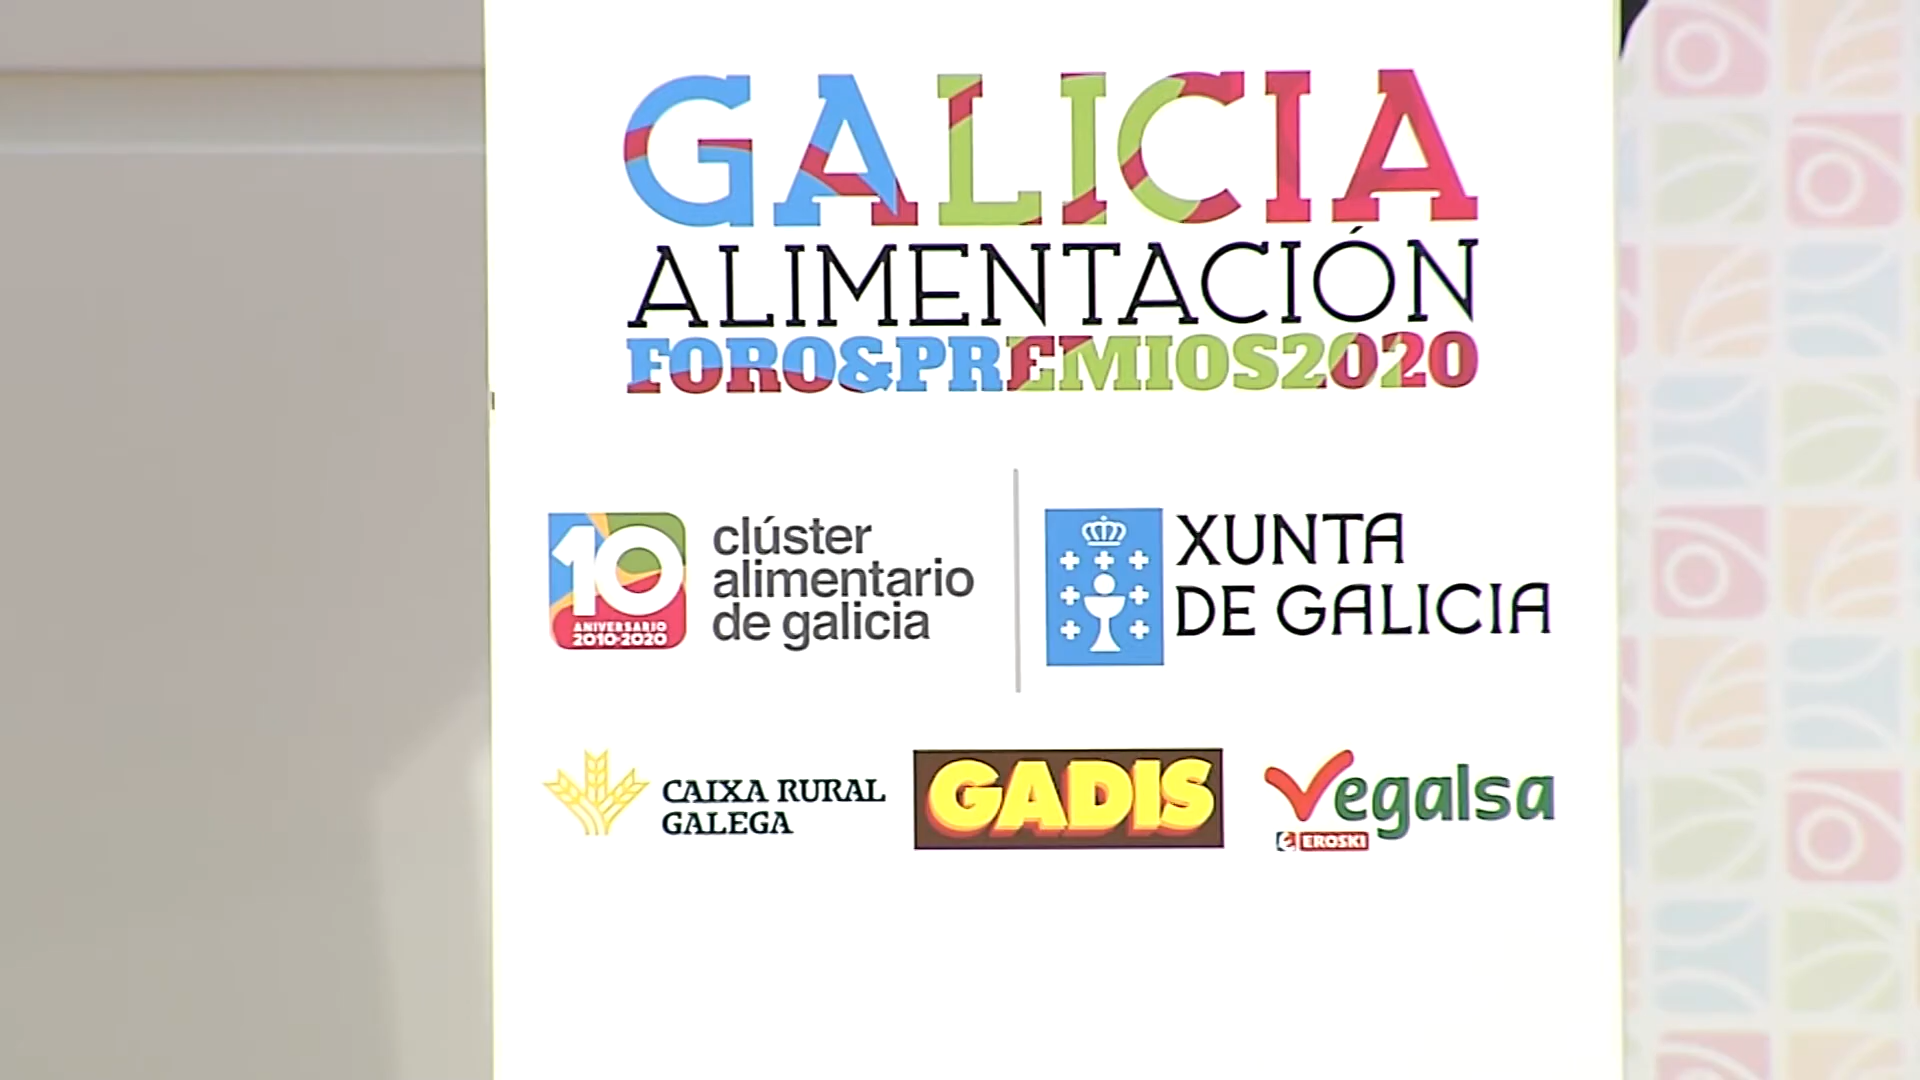 GALICIA
ALIMENTACIÓN
FORO&PREMIOS2020
10
ANIVERSARIO
2010-2020
clúster
alimentario
de galicia
XUNTA
DE GALICIA
CAIXA RURAL
GALEGA
GADIS
Vegalsa
EROSKI